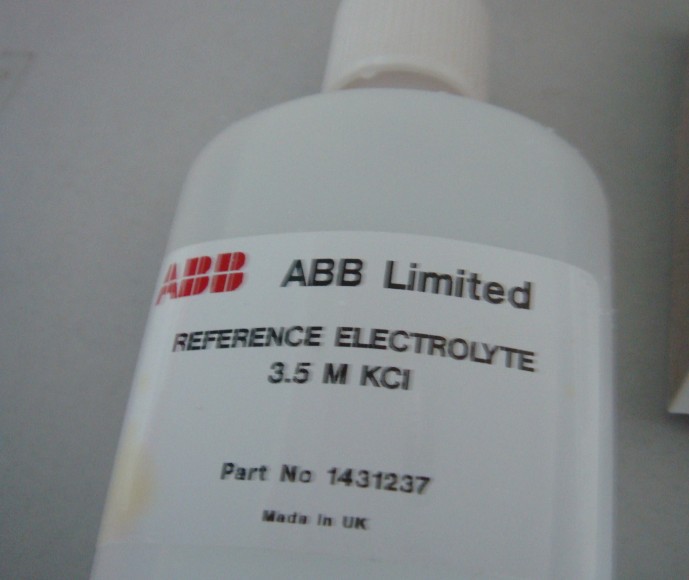 ABB ABB Limited
REFERENCE ELECTROLYTE
3.5 M KCl
Part No 1431237
Made in UK